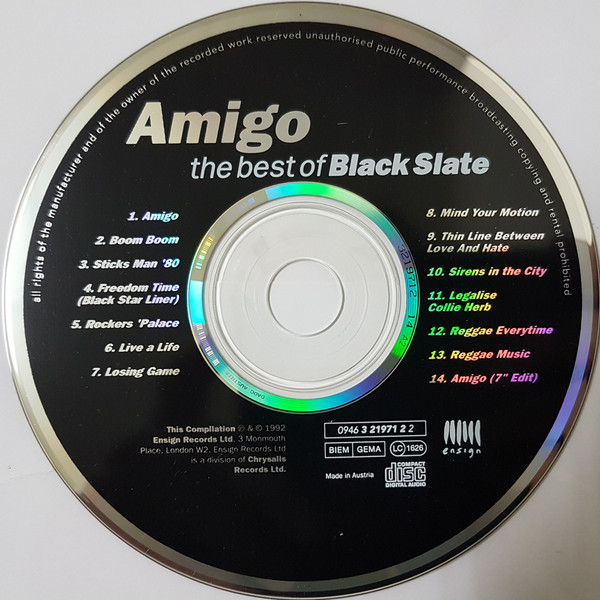 all rights of the manufacturer and of the owner of the recorded work reserved unauthorised public performance broadcasting copying and rental prohibited
Amigo
the best of Black Slate
1. Amigo
2. Boom Boom
3. Sticks Man '80
4. Freedom Time
(Black Star Liner)
5. Rockers 'Palace
6. Live a Life
7. Losing Game
8. Mind Your Motion
9. Thin Line Between
Love And Hate
10. Sirens in the City
11. Legalise
Collie Herb
12. Reggae Everytime
13. Reggae Music
14. Amigo (7" Edit)
This Compilation ℗ & © 1992
Ensign Records Ltd, 3 Monmouth
Place, London W2. Ensign Records Ltd
is a division of Chrysalis
Records Ltd.
0946 3 21971 2 2
BIEM GEMA LC 1626
Made in Austria
COMPACT
disc
DIGITAL AUDIO
ensign